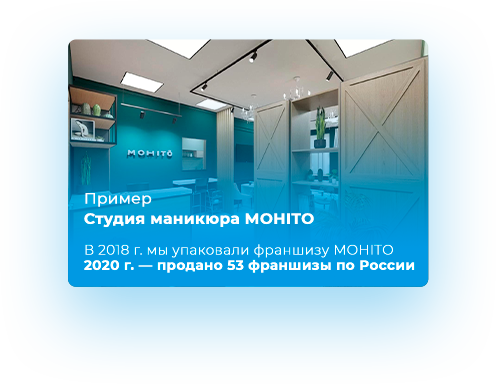 MOHITO
Пример
Студия маникюра MOHITO
В 2018 г. мы упаковали франшизу MOHITO
2020 г. — продано 53 франшизы по России